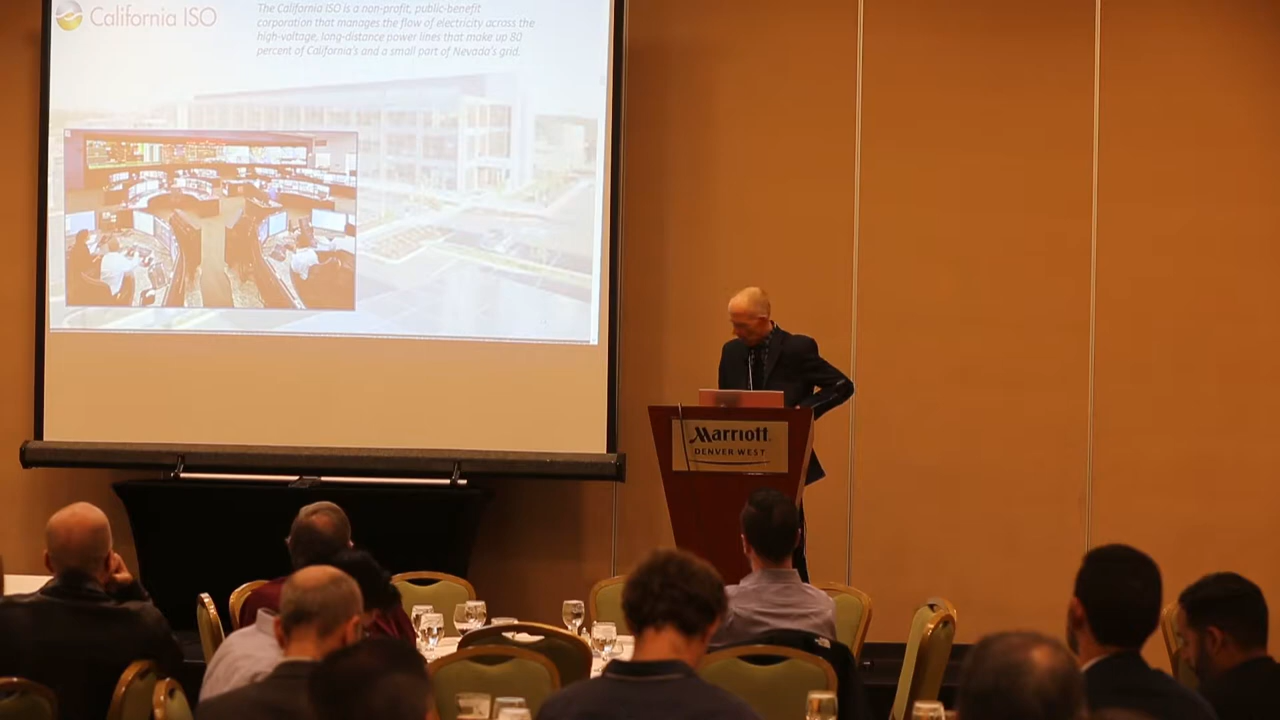 California ISO
The California ISO is a non-profit, public-benefit
corporation that manages the flow of electricity across the
high-voltage, long-distance power lines that make up 80
percent of California's and a small part of Nevada's grid.
Marriott
DENVER WEST